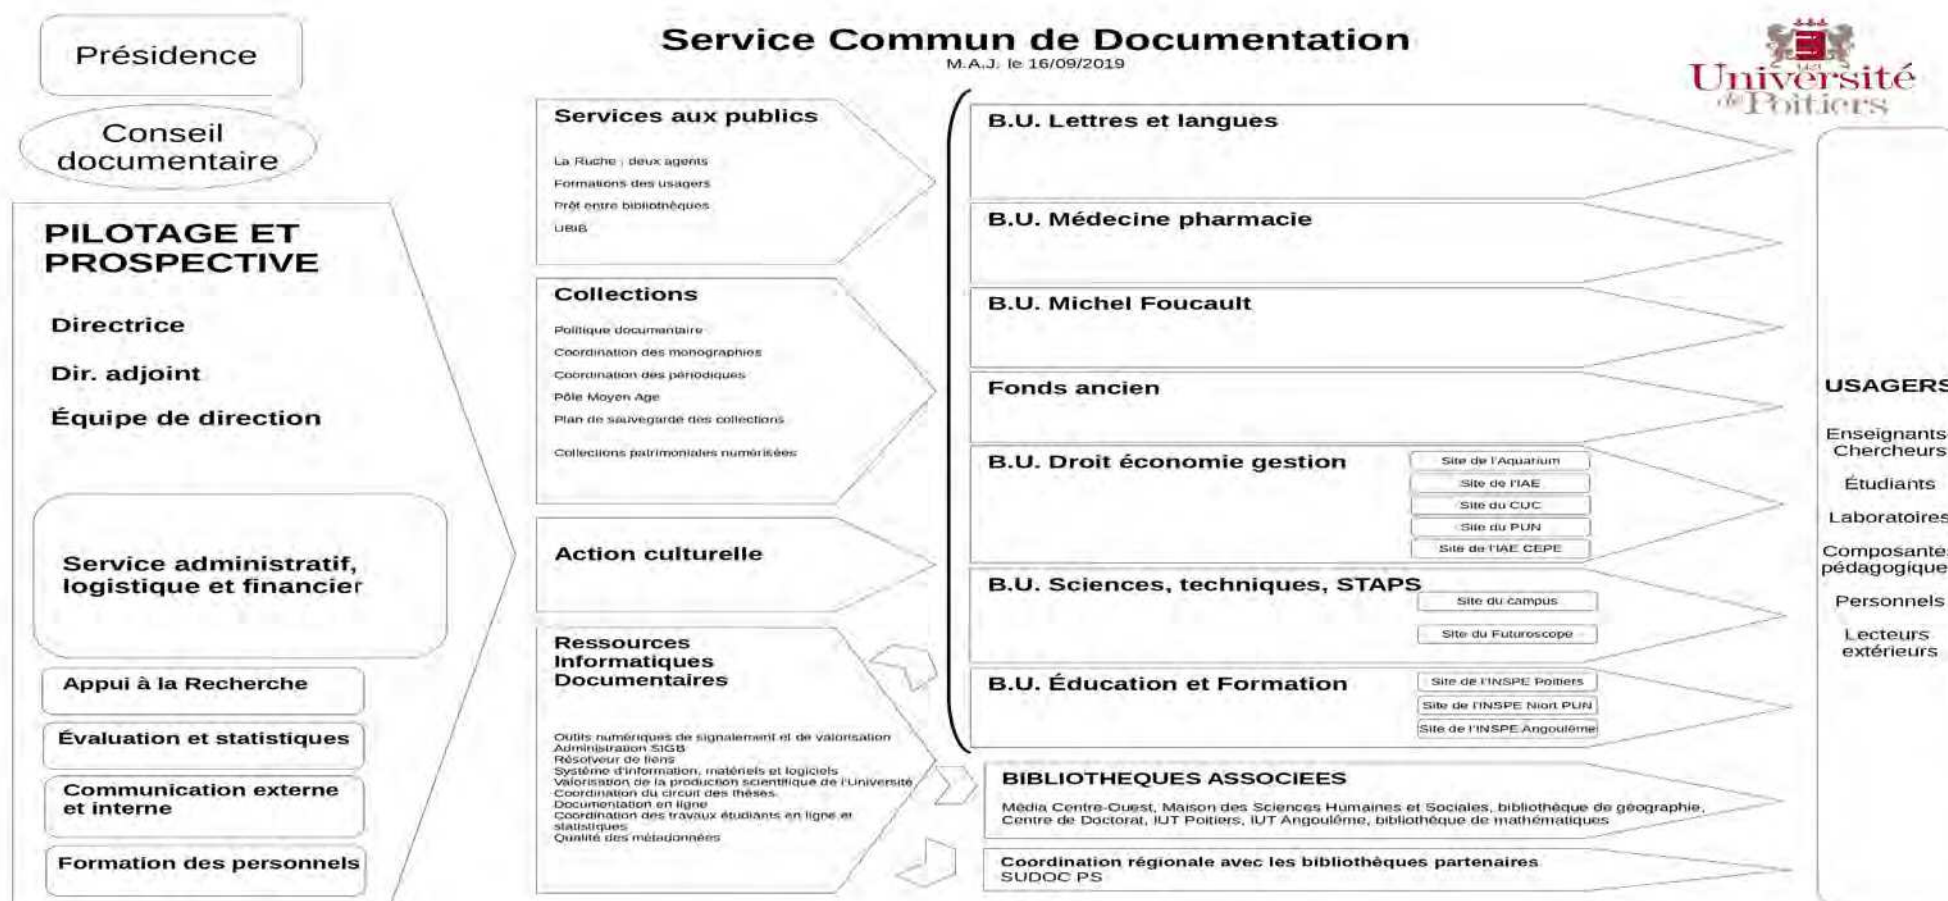 Présidence
Conseil
documentaire
PILOTAGE ET
PROSPECTIVE
Directrice
Dir. adjoint
Équipe de direction
Service administratif,
logistique et financier
Appui à la Recherche
Évaluation et statistiques
Communication externe
et interne
Formation des personnels
Service Commun de Documentation
M.A.J. le 16/09/2019
Services aux publics
La Ruche : deux agents
Formations des usagers
Prêt entre bibliothèques
UBIB
Collections
Politique documentaire
Coordination des monographies
Coordination des périodiques
Pôle Moyen Age
Plan de sauvegarde des collections
Collections patrimoniales numérisées
Action culturelle
Ressources
Informatiques
Documentaires
Outils numériques de signalement et de valorisation
Administration SIGB
Résolveur de liens
Système d'information, matériels et logiciels
Valorisation de la production scientifique de l'Université
Coordination du circuit des thèses
Documentation en ligne
Coordination des travaux étudiants en ligne et
statistiques
Qualité des métadonnées
B.U. Lettres et langues
B.U. Médecine pharmacie
B.U. Michel Foucault
Fonds ancien
B.U. Droit économie gestion
Site de l'Aquarium
Site de l'IAE
Site du CUC
Site du PUN
Site de l'IAE CEPE
B.U. Sciences, techniques, STAPS
Site du campus
Site du Futuroscope
B.U. Éducation et Formation
Site de l'INSPE Poitiers
Site de l'INSPE Niort PUN
Site de l'INSPE Angoulême
BIBLIOTHEQUES ASSOCIEES
Média Centre-Ouest, Maison des Sciences Humaines et Sociales, bibliothèque de géographie,
Centre de Doctorat, IUT Poitiers, IUT Angoulême, bibliothèque de mathématiques
Coordination régionale avec les bibliothèques partenaires
SUDOC PS
1431
Université
de Poitiers
USAGERS
Enseignants
Chercheurs
Étudiants
Laboratoires
Composantes
pédagogique
Personnels
Lecteurs
extérieurs